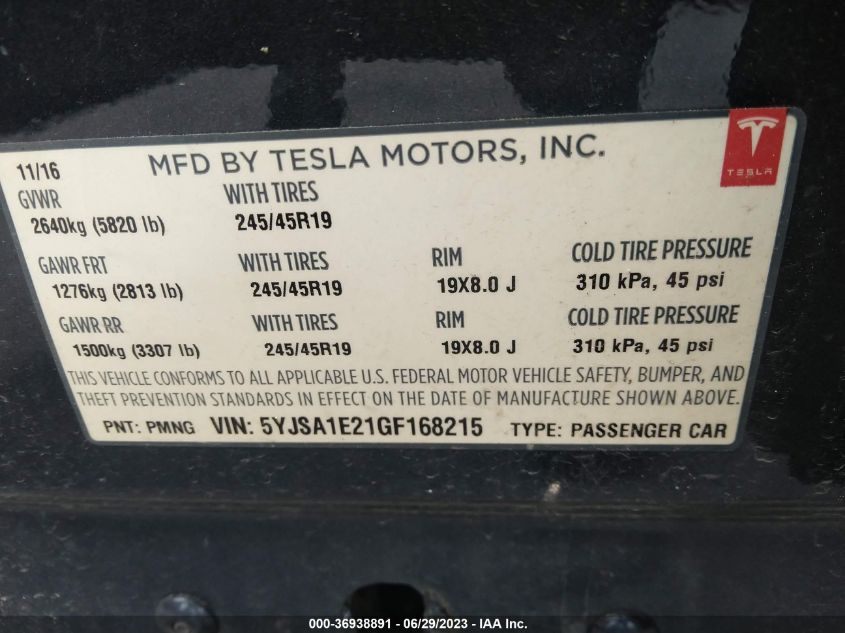 11/16 MFD BY TESLA MOTORS, INC.
TESLA
GVWR WITH TIRES
2640kg (5820 lb) 245/45R19
GAWR FRT WITH TIRES RIM COLD TIRE PRESSURE
1276kg (2813 lb) 245/45R19 19X8.0 J 310 kPa, 45 psi
GAWR RR WITH TIRES RIM COLD TIRE PRESSURE
1500kg (3307 lb) 245/45R19 19X8.0 J 310 kPa, 45 psi
THIS VEHICLE CONFORMS TO ALL APPLICABLE U.S. FEDERAL MOTOR VEHICLE SAFETY, BUMPER, AND
THEFT PREVENTION STANDARDS IN EFFECT ON THE DATE OF MANUFACTURE SHOWN ABOVE.
PNT: PMNG VIN: 5YJSA1E21GF168215 TYPE: PASSENGER CAR
000-36938891 - 06/29/2023 - IAA Inc.